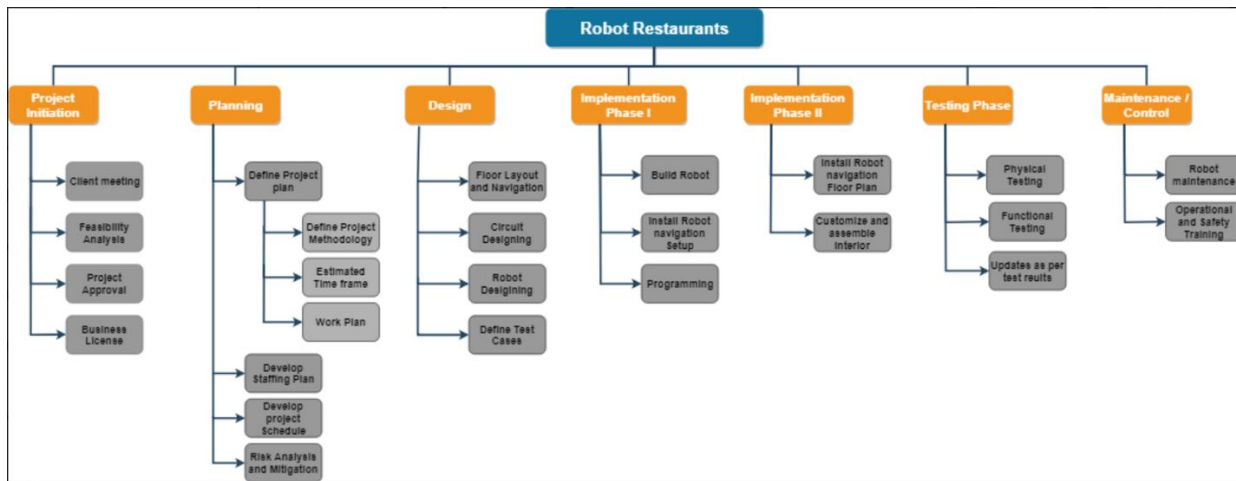 Robot Restaurants
Project
Initiation
Planning
Design
Implementation
Phase I
Implementation
Phase II
Testing Phase
Maintenance /
Control
Client meeting
Feasibility
Analysis
Project
Approval
Business
License
Define Project
plan
Define Project
Methodology
Estimated
Time frame
Work Plan
Develop
Staffing Plan
Develop
project
Schedule
Risk Analysis
and Mitigation
Floor Layout
and Navigation
Circuit
Designing
Robot
Desigining
Define Test
Cases
Build Robot
Install Robot
navigation
Setup
Programming
Install Robot
navigation
Floor Plan
Customize and
assemble
Interior
Physical
Testing
Functional
Testing
Updates as per
test reults
Robot
maintenance
Operational
and Safety
Training